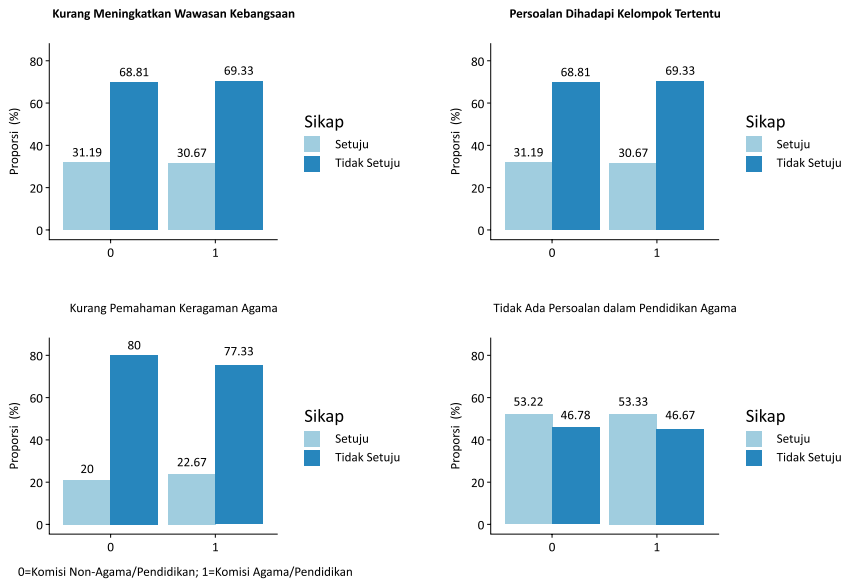 Kurang Meningkatkan Wawasan Kebangsaan
Proporsi (%)
80
60
40
20
0
31.19
68.81
30.67
69.33
0
1
Sikap
Setuju
Tidak Setuju
Persoalan Dihadapi Kelompok Tertentu
Proporsi (%)
80
60
40
20
0
31.19
68.81
30.67
69.33
0
1
Sikap
Setuju
Tidak Setuju
Kurang Pemahaman Keragaman Agama
Proporsi (%)
80
60
40
20
0
20
80
22.67
77.33
0
1
Sikap
Setuju
Tidak Setuju
Tidak Ada Persoalan dalam Pendidikan Agama
Proporsi (%)
80
60
40
20
0
53.22
46.78
53.33
46.67
0
1
Sikap
Setuju
Tidak Setuju
0=Komisi Non-Agama/Pendidikan; 1=Komisi Agama/Pendidikan